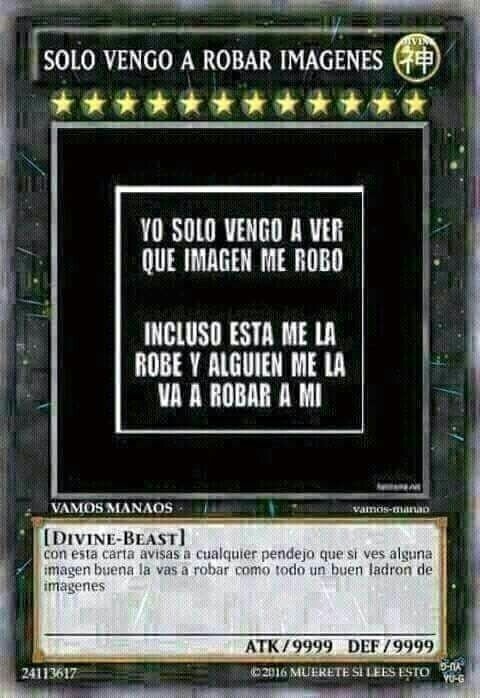 SOLO VENGO A ROBAR IMAGENES
DIVINE
神
YO SOLO VENGO A VER
QUE IMAGEN ME ROBO
INCLUSO ESTA ME LA
ROBE Y ALGUIEN ME LA
VA A ROBAR A MI
VAMOS MANAOS
vamos-manao
[DIVINE-BEAST]
con esta carta avisas a cualquier pendejo que si ves alguna
imagen buena la vas a robar como todo un buen ladron de
imagenes
ATK/9999 DEF/9999
24113617
©2016 MUERETE SI LEES ESTO